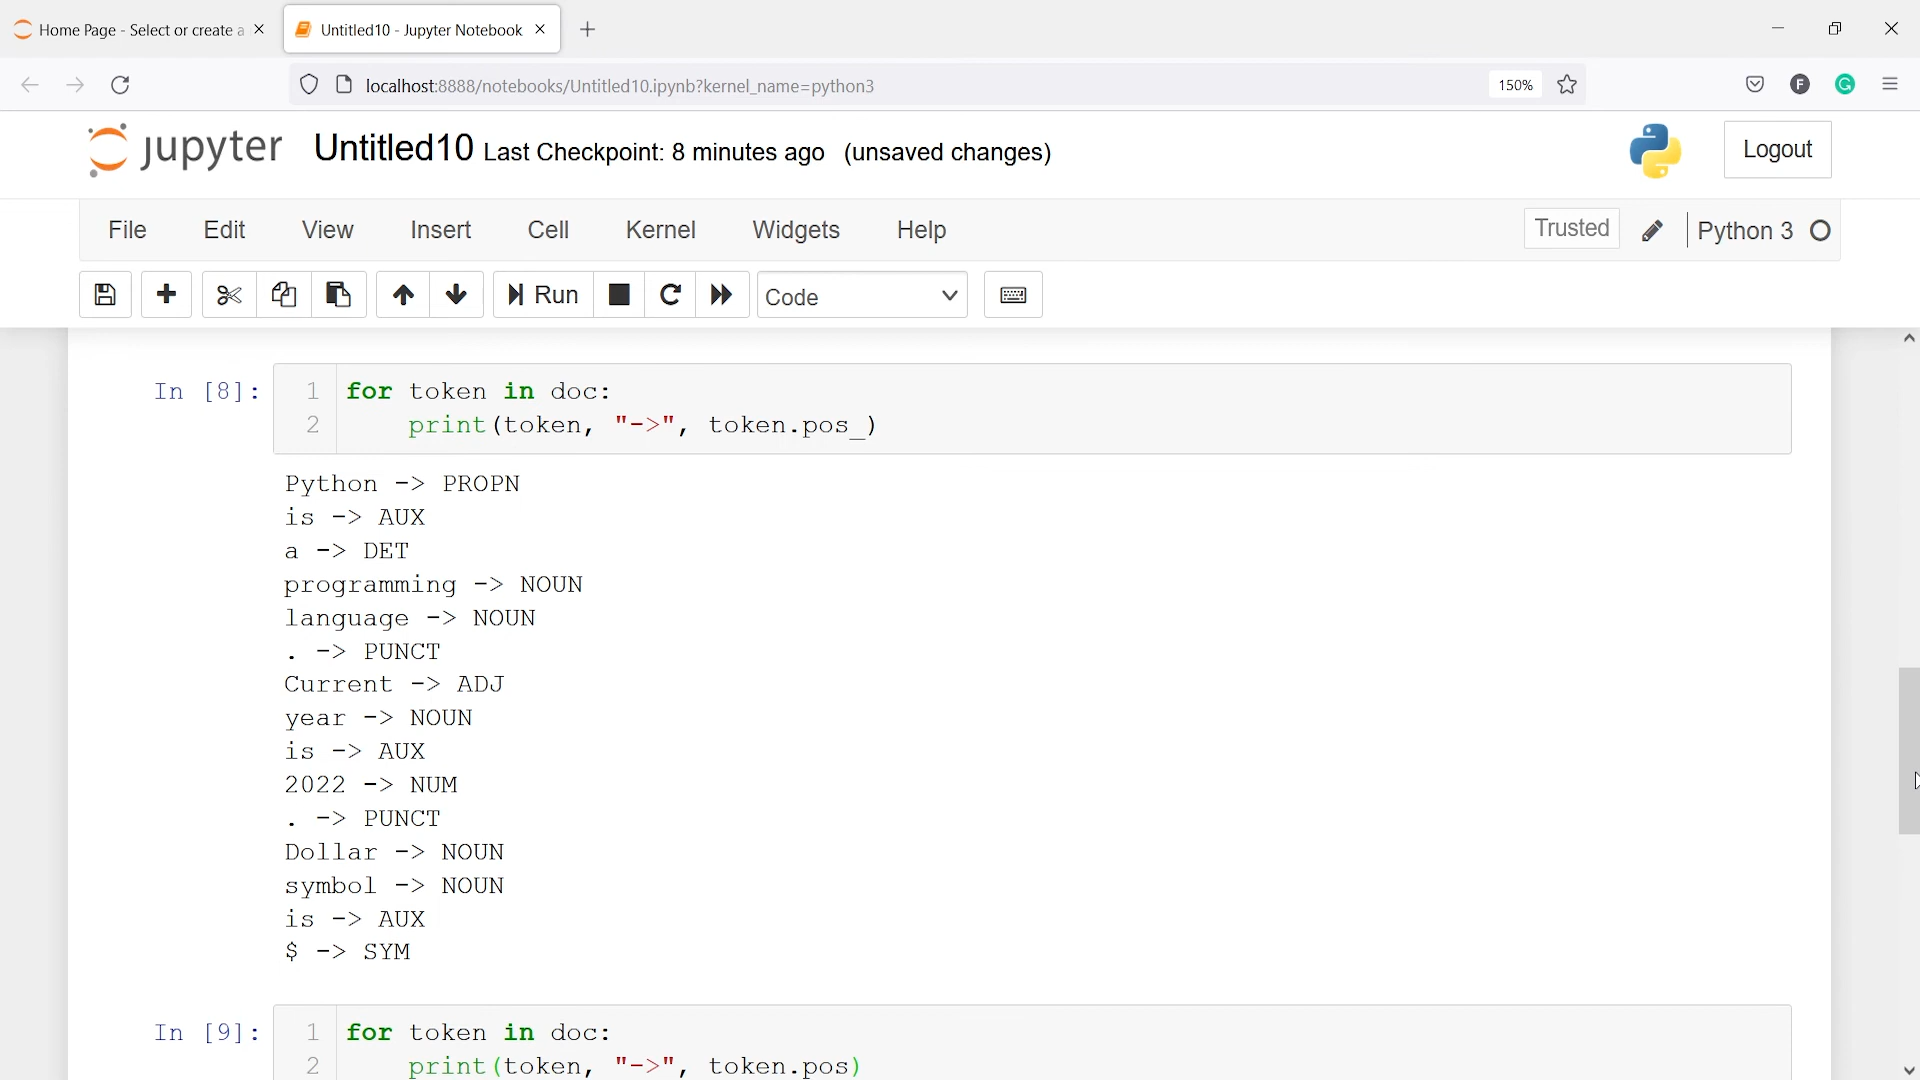 Home Page - Select or create a
Untitled10 - Jupyter Notebook
localhost:8888/notebooks/Untitled10.ipynb?kernel_name=python3
150%
F
G
jupyter Untitled10 Last Checkpoint: 8 minutes ago (unsaved changes)
Logout
File Edit View Insert Cell Kernel Widgets Help
Trusted Python 3
Run Code
In [8]: 1 for token in doc:
2 print(token, "->", token.pos_)
Python -> PROPN
is -> AUX
a -> DET
programming -> NOUN
language -> NOUN
. -> PUNCT
Current -> ADJ
year -> NOUN
is -> AUX
2022 -> NUM
. -> PUNCT
Dollar -> NOUN
symbol -> NOUN
is -> AUX
$ -> SYM
In [9]: 1 for token in doc:
2 print(token, "->", token.pos)